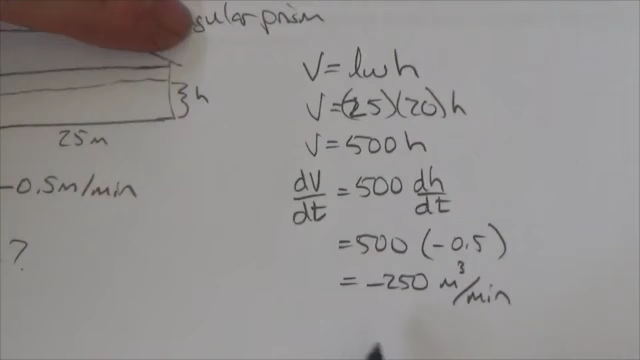 gular prism
h
25m
-0.5m/min
?
V=lwh
V=(25)(20)h
V=500h
dV/dt = 500 dh/dt
=500 (-0.5)
= -250 m³/min